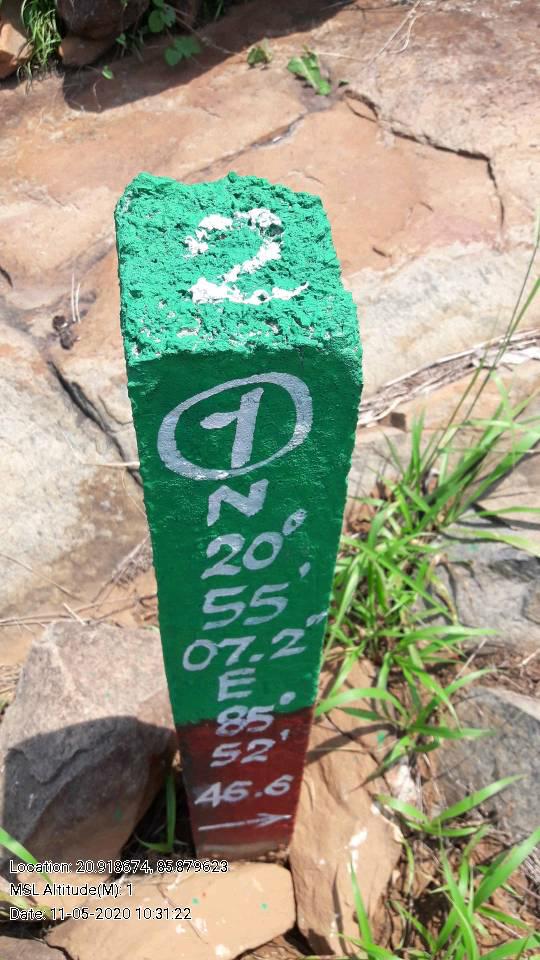 2
1
N
20°
55'
07.2"
E
85°
52'
46.6
Location: 20.918674, 85.879623
MSL Altitude(M): 1
Date: 11-05-2020 10:31:22